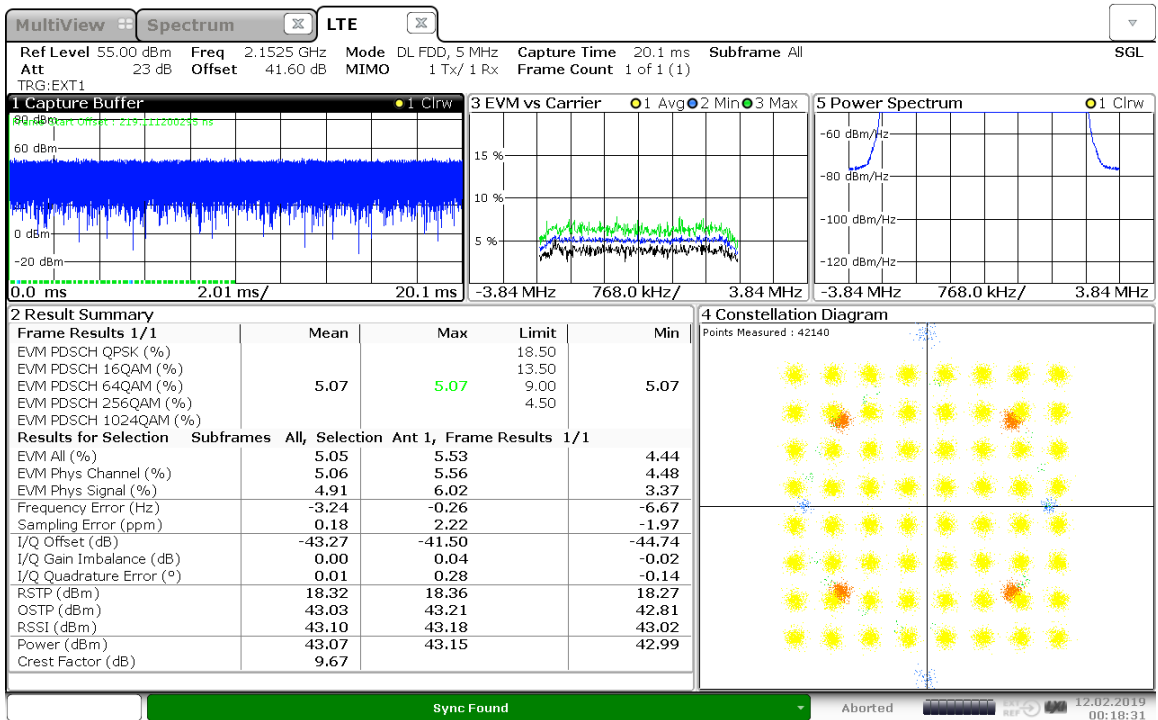 MultiView Spectrum LTE
Ref Level 55.00 dBm Freq 2.1525 GHz Mode DL FDD, 5 MHz Capture Time 20.1 ms Subframe All SGL
Att 23 dB Offset 41.60 dB MIMO 1 Tx/ 1 Rx Frame Count 1 of 1 (1)
TRG:EXT1
1 Capture Buffer 1 Clrw
80 dBm
Frame Start Offset : 219.111200295 ns
60 dBm
0 dBm
-20 dBm
0.0 ms 2.01 ms/ 20.1 ms
3 EVM vs Carrier 1 Avg 2 Min 3 Max
15 %
10 %
5 %
-3.84 MHz 768.0 kHz/ 3.84 MHz
5 Power Spectrum 1 Clrw
-60 dBm/Hz
-80 dBm/Hz
-100 dBm/Hz
-120 dBm/Hz
-3.84 MHz 768.0 kHz/ 3.84 MHz
2 Result Summary
Frame Results 1/1 Mean Max Limit Min
EVM PDSCH QPSK (%) 18.50
EVM PDSCH 16QAM (%) 13.50
EVM PDSCH 64QAM (%) 5.07 5.07 9.00 5.07
EVM PDSCH 256QAM (%) 4.50
EVM PDSCH 1024QAM (%)
Results for Selection Subframes All, Selection Ant 1, Frame Results 1/1
EVM All (%) 5.05 5.53 4.44
EVM Phys Channel (%) 5.06 5.56 4.48
EVM Phys Signal (%) 4.91 6.02 3.37
Frequency Error (Hz) -3.24 -0.26 -6.67
Sampling Error (ppm) 0.18 2.22 -1.97
I/Q Offset (dB) -43.27 -41.50 -44.74
I/Q Gain Imbalance (dB) 0.00 0.04 -0.02
I/Q Quadrature Error (°) 0.01 0.28 -0.14
RSTP (dBm) 18.32 18.36 18.27
OSTP (dBm) 43.03 43.21 42.81
RSSI (dBm) 43.10 43.18 43.02
Power (dBm) 43.07 43.15 42.99
Crest Factor (dB) 9.67
4 Constellation Diagram
Points Measured : 42140
Sync Found Aborted EXT REF 12.02.2019
00:18:31